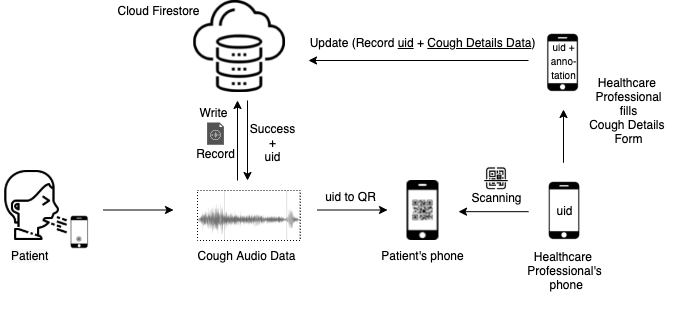 Cloud Firestore
Update (Record uid + Cough Details Data)
uid +
anno-
tation
Healthcare
Professional
fills
Cough Details
Form
Write
Record
Success
+
uid
uid to QR
Scanning
uid
Patient
Cough Audio Data
Patient's phone
Healthcare
Professional's
phone